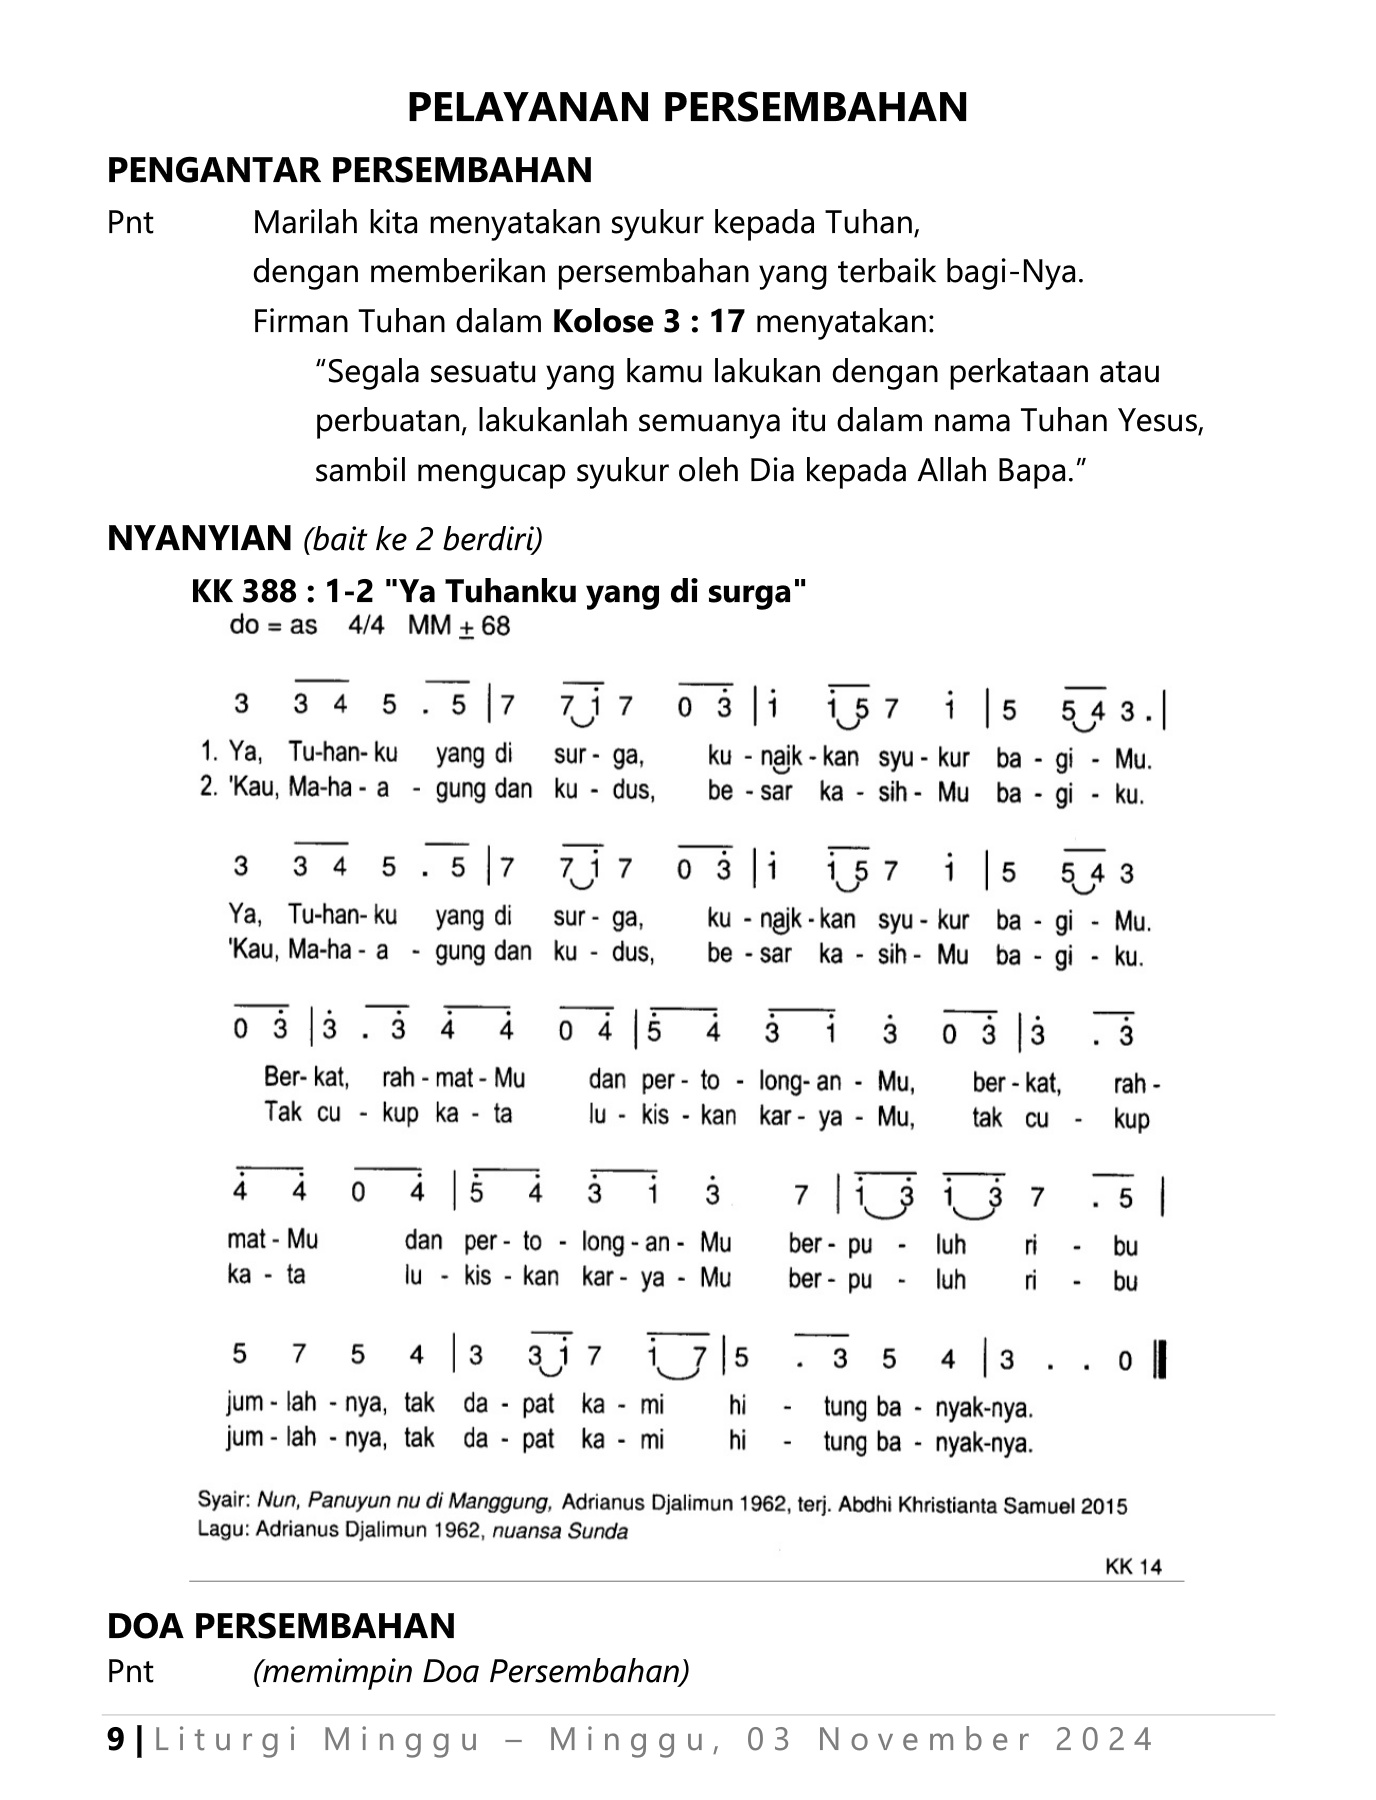 PELAYANAN PERSEMBAHAN
PENGANTAR PERSEMBAHAN
Pnt Marilah kita menyatakan syukur kepada Tuhan,
dengan memberikan persembahan yang terbaik bagi-Nya.
Firman Tuhan dalam Kolose 3 : 17 menyatakan:
“Segala sesuatu yang kamu lakukan dengan perkataan atau
perbuatan, lakukanlah semuanya itu dalam nama Tuhan Yesus,
sambil mengucap syukur oleh Dia kepada Allah Bapa.”
NYANYIAN (bait ke 2 berdiri)
KK 388 : 1-2 "Ya Tuhanku yang di surga"
do = as 4/4 MM ± 68
3 3 4 5 . 5 | 7 7 1̇ 7 0 3̇ | 1̇ 1̇ 5 7 1̇ | 5 5 4 3 . |
1. Ya, Tu-han- ku yang di sur - ga, ku - naik - kan syu - kur ba - gi - Mu.
2. 'Kau, Ma-ha - a - gung dan ku - dus, be - sar ka - sih - Mu ba - gi - ku.
3 3 4 5 . 5 | 7 7 1̇ 7 0 3̇ | 1̇ 1̇ 5 7 1̇ | 5 5 4 3
Ya, Tu-han- ku yang di sur - ga, ku - naik - kan syu - kur ba - gi - Mu.
'Kau, Ma-ha - a - gung dan ku - dus, be - sar ka - sih - Mu ba - gi - ku.
0 3̇ | 3̇ . 3̇ 4̇ 4̇ 0 4̇ | 5̇ 4̇ 3̇ 1̇ 3̇ 0 3̇ | 3̇ . 3̇
Ber- kat, rah - mat - Mu dan per - to - long- an - Mu, ber - kat, rah -
Tak cu - kup ka - ta lu - kis - kan kar - ya - Mu, tak cu - kup
4̇ 4̇ 0 4̇ | 5̇ 4̇ 3̇ 1̇ 3̇ 7 | 1̇ 3̇ 1̇ 3̇ 7 . 5 |
mat - Mu dan per - to - long - an - Mu ber - pu - luh ri - bu
ka - ta lu - kis - kan kar - ya - Mu ber - pu - luh ri - bu
5 7 5 4 | 3 3 1̇ 7 1̇ 7 | 5 . 3 5 4 | 3 . . 0 ‖
jum - lah - nya, tak da - pat ka - mi hi - tung ba - nyak-nya.
jum - lah - nya, tak da - pat ka - mi hi - tung ba - nyak-nya.
Syair: Nun, Panuyun nu di Manggung, Adrianus Djalimun 1962, terj. Abdhi Khristianta Samuel 2015
Lagu: Adrianus Djalimun 1962, nuansa Sunda
KK 14
DOA PERSEMBAHAN
Pnt (memimpin Doa Persembahan)
9 | Liturgi Minggu – Minggu, 03 November 2024